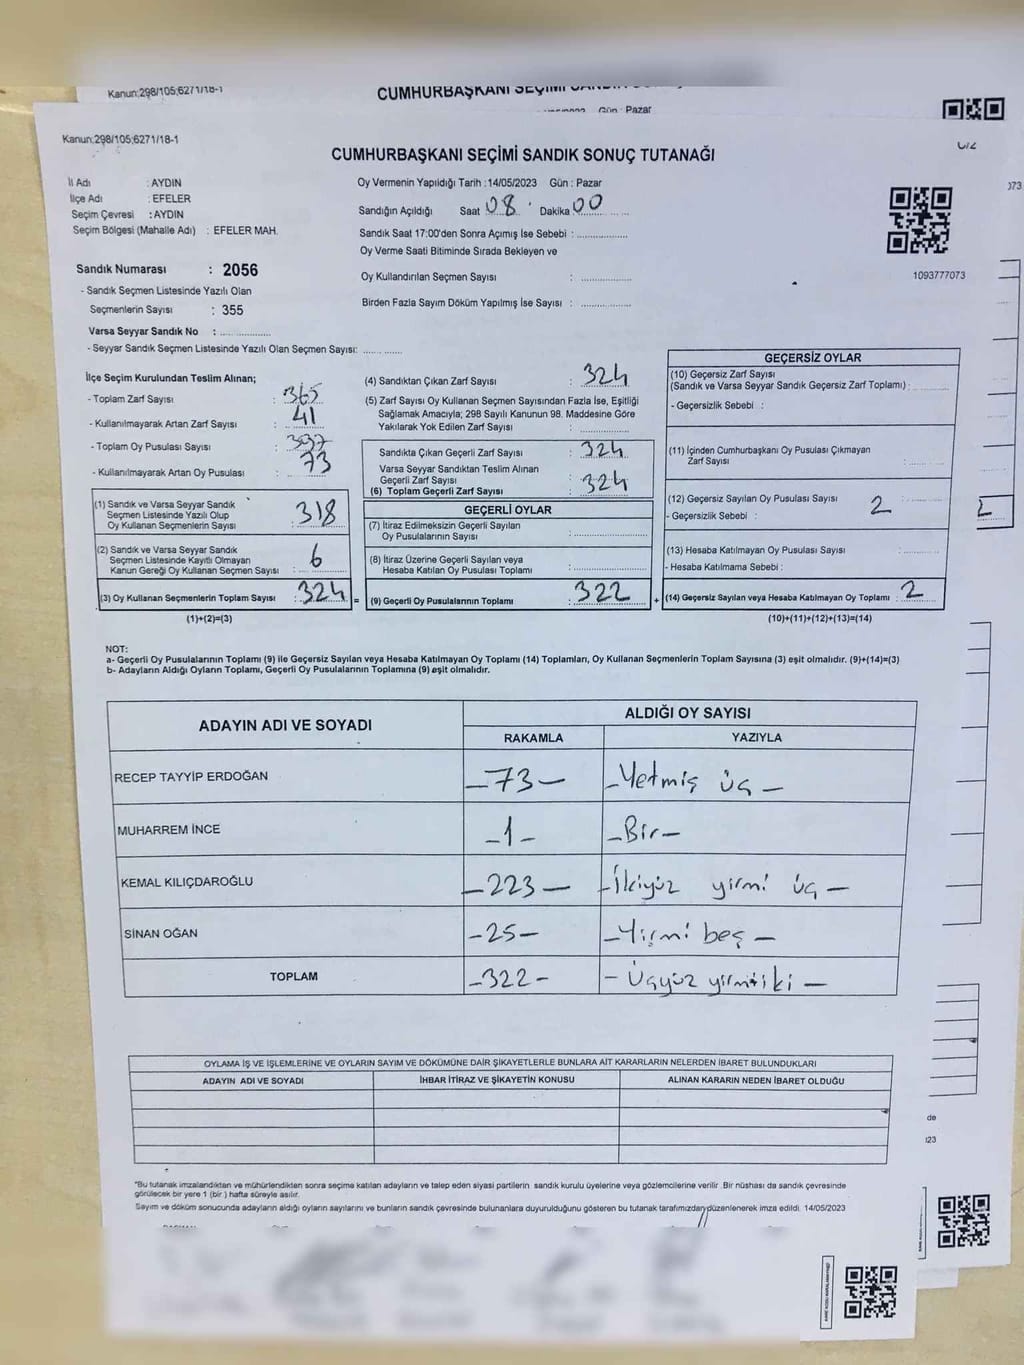 Kanun:298/105;6271/18-1
CUMHURBAŞKANI SEÇİMİ
Gün : Pazar
Kanun:298/105;6271/18-1
CUMHURBAŞKANI SEÇİMİ SANDIK SONUÇ TUTANAĞI
İl Adı : AYDIN
İlçe Adı : EFELER
Seçim Çevresi : AYDIN
Seçim Bölgesi (Mahalle Adı) : EFELER MAH.
Oy Vermenin Yapıldığı Tarih :14/05/2023 Gün : Pazar
Sandığın Açıldığı Saat 08 Dakika 00
Sandık Saat 17:00'den Sonra Açımış İse Sebebi :
Oy Verme Saati Bitiminde Sırada Bekleyen ve
Oy Kullandırılan Seçmen Sayısı :
Birden Fazla Sayım Döküm Yapılmış İse Sayısı :
1093777073
073
Sandık Numarası : 2056
- Sandık Seçmen Listesinde Yazılı Olan
Seçmenlerin Sayısı : 355
Varsa Seyyar Sandık No :
- Seyyar Sandık Seçmen Listesinde Yazılı Olan Seçmen Sayısı:
İlçe Seçim Kurulundan Teslim Alınan;
- Toplam Zarf Sayısı : 365
- Kullanılmayarak Artan Zarf Sayısı : 41
- Toplam Oy Pusulası Sayısı : 397
- Kullanılmayarak Artan Oy Pusulası : 73
(1) Sandık ve Varsa Seyyar Sandık
Seçmen Listesinde Yazılı Olup
Oy Kullanan Seçmenlerin Sayısı : 318
(2) Sandık ve Varsa Seyyar Sandık
Seçmen Listesinde Kayıtlı Olmayan
Kanun Gereği Oy Kullanan Seçmen Sayısı : 6
(3) Oy Kullanan Seçmenlerin Toplam Sayısı : 324 =
(1)+(2)=(3)
(4) Sandıktan Çıkan Zarf Sayısı : 324
(5) Zarf Sayısı Oy Kullanan Seçmen Sayısından Fazla İse, Eşitliği
Sağlamak Amacıyla; 298 Sayılı Kanunun 98. Maddesine Göre
Yakılarak Yok Edilen Zarf Sayısı :
Sandıkta Çıkan Geçerli Zarf Sayısı : 324
Varsa Seyyar Sandıktan Teslim Alınan
Geçerli Zarf Sayısı :
(6) Toplam Geçerli Zarf Sayısı : 324
GEÇERLİ OYLAR
(7) İtiraz Edilmeksizin Geçerli Sayılan
Oy Pusulalarının Sayısı :
(8) İtiraz Üzerine Geçerli Sayılan veya
Hesaba Katılan Oy Pusulası Toplamı :
(9) Geçerli Oy Pusulalarının Toplamı : 322 +
GEÇERSİZ OYLAR
(10) Geçersiz Zarf Sayısı
(Sandık ve Varsa Seyyar Sandık Geçersiz Zarf Toplamı) :
- Geçersizlik Sebebi :
(11) İçinden Cumhurbaşkanı Oy Pusulası Çıkmayan
Zarf Sayısı :
(12) Geçersiz Sayılan Oy Pusulası Sayısı : 2
- Geçersizlik Sebebi :
2
(13) Hesaba Katılmayan Oy Pusulası Sayısı :
- Hesaba Katılmama Sebebi :
(14) Geçersiz Sayılan veya Hesaba Katılmayan Oy Toplamı : 2
(10)+(11)+(12)+(13)=(14)
NOT:
a- Geçerli Oy Pusulalarının Toplamı (9) ile Geçersiz Sayılan veya Hesaba Katılmayan Oy Toplamı (14) Toplamları, Oy Kullanan Seçmenlerin Toplam Sayısına (3) eşit olmalıdır. (9)+(14)=(3)
b- Adayların Aldığı Oyların Toplamı, Geçerli Oy Pusulalarının Toplamına (9) eşit olmalıdır.
ADAYIN ADI VE SOYADI ALDIĞI OY SAYISI
RAKAMLA YAZIYLA
RECEP TAYYİP ERDOĞAN -73- -Yetmiş üç-
MUHARREM İNCE -1- -Bir-
KEMAL KILIÇDAROĞLU -223- -İkiyüz yirmi üç-
SİNAN OĞAN -25- -Yirmi beş-
TOPLAM -322- -Üçyüz yirmiiki-
OYLAMA İŞ VE İŞLEMLERİNE VE OYLARIN SAYIM VE DÖKÜMÜNE DAİR ŞİKAYETLERLE BUNLARA AİT KARARLARIN NELERDEN İBARET BULUNDUKLARI
ADAYIN ADI VE SOYADI İHBAR İTİRAZ VE ŞİKAYETİN KONUSU ALINAN KARARIN NEDEN İBARET OLDUĞU
de
023
"Bu tutanak imzalandıktan ve mühürlendikten sonra seçime katılan adayların ve talep eden siyasi partilerin sandık kurulu üyelerine veya gözlemcilerine verilir .Bir nüshası da sandık çevresinde
görülecek bir yere 1 (bir ) hafta süreyle asılır.
Sayım ve döküm sonucunda adayların aldığı oyların sayılarını ve bunların sandık çevresinde bulunanlara duyurulduğunu gösteren bu tutanak tarafımızdan düzenlenerek imza edildi. 14/05/2023